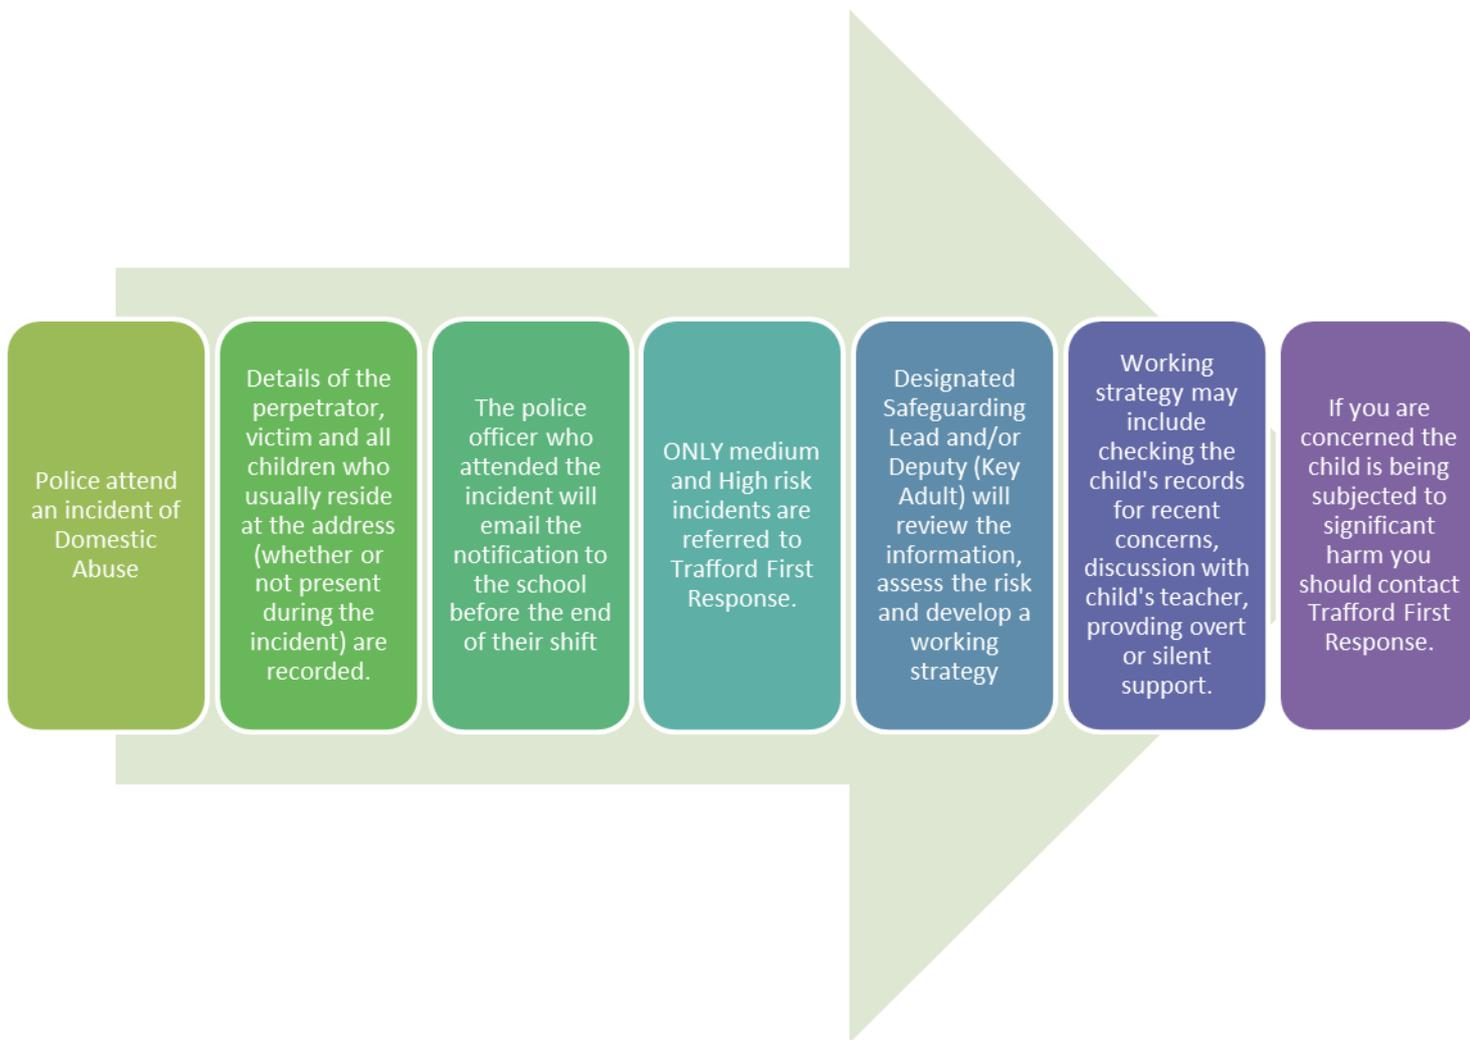 Police attend
an incident of
Domestic
Abuse
Details of the
perpetrator,
victim and all
children who
usually reside
at the address
(whether or
not present
during the
incident) are
recorded.
The police
officer who
attended the
incident will
email the
notification to
the school
before the end
of their shift
ONLY medium
and High risk
incidents are
referred to
Trafford First
Response.
Designated
Safeguarding
Lead and/or
Deputy (Key
Adult) will
review the
information,
assess the risk
and develop a
working
strategy
Working
strategy may
include
checking the
child's records
for recent
concerns,
discussion with
child's teacher,
provding overt
or silent
support.
If you are
concerned the
child is being
subjected to
significant
harm you
should contact
Trafford First
Response.